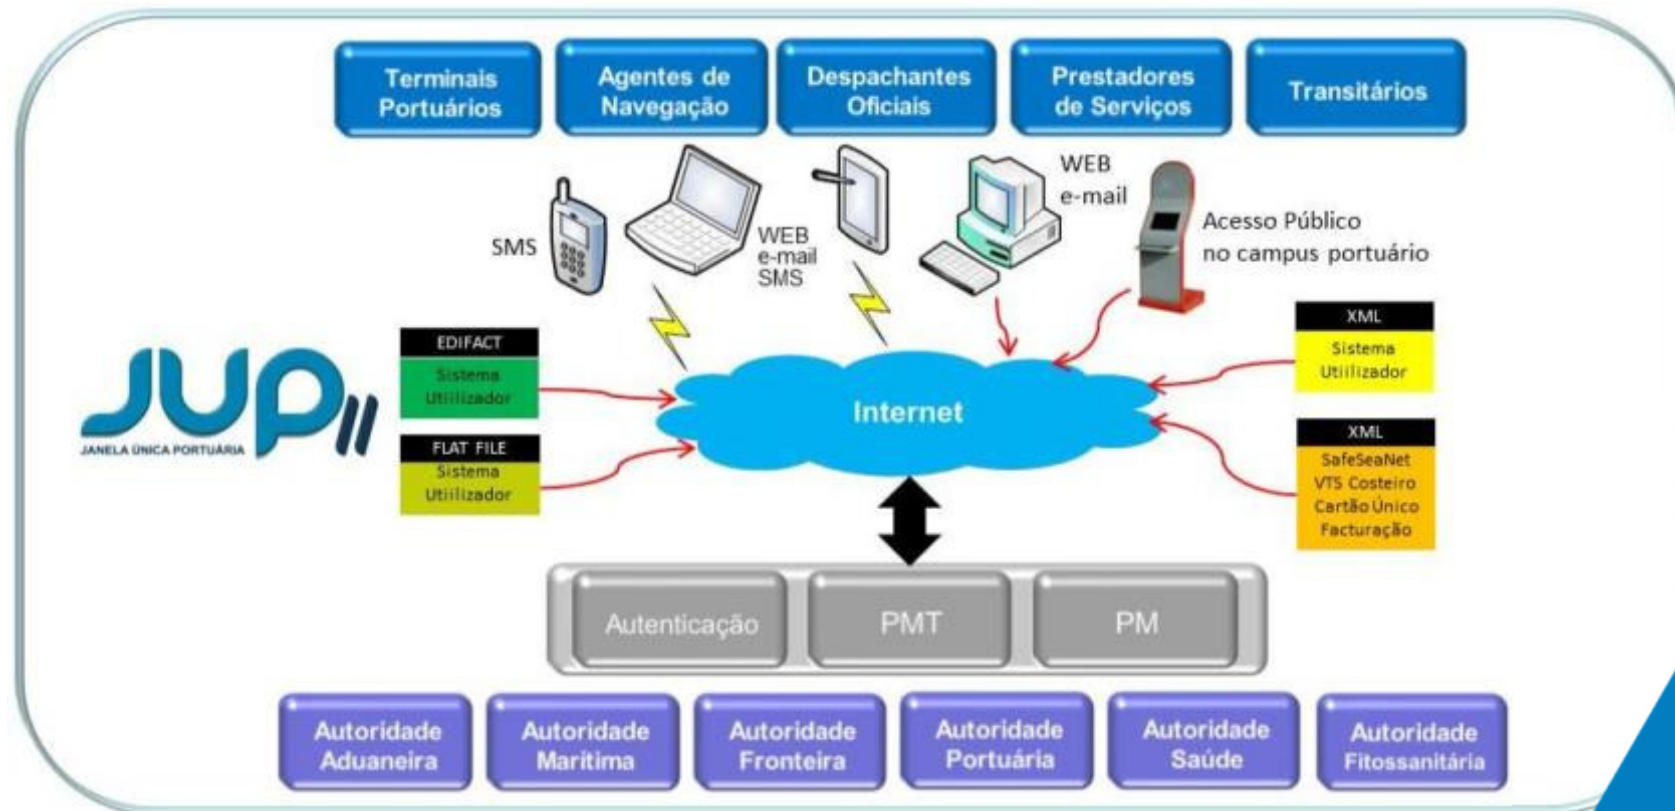 Terminais
Portuários
Agentes de
Navegação
Despachantes
Oficiais
Prestadores
de Serviços
Transitários
SMS
WEB
e-mail
SMS
WEB
e-mail
Acesso Público
no campus portuário
JUP II
JANELA ÚNICA PORTUÁRIA
EDIFACT
Sistema
Utiilizador
FLAT FILE
Sistema
Utiilizador
Internet
XML
Sistema
Utiilizador
XML
SafeSeaNet
VTS Costeiro
Cartão Único
Facturação
Autenticação
PMT
PM
Autoridade
Aduaneira
Autoridade
Marítima
Autoridade
Fronteira
Autoridade
Portuária
Autoridade
Saúde
Autoridade
Fitossanitária